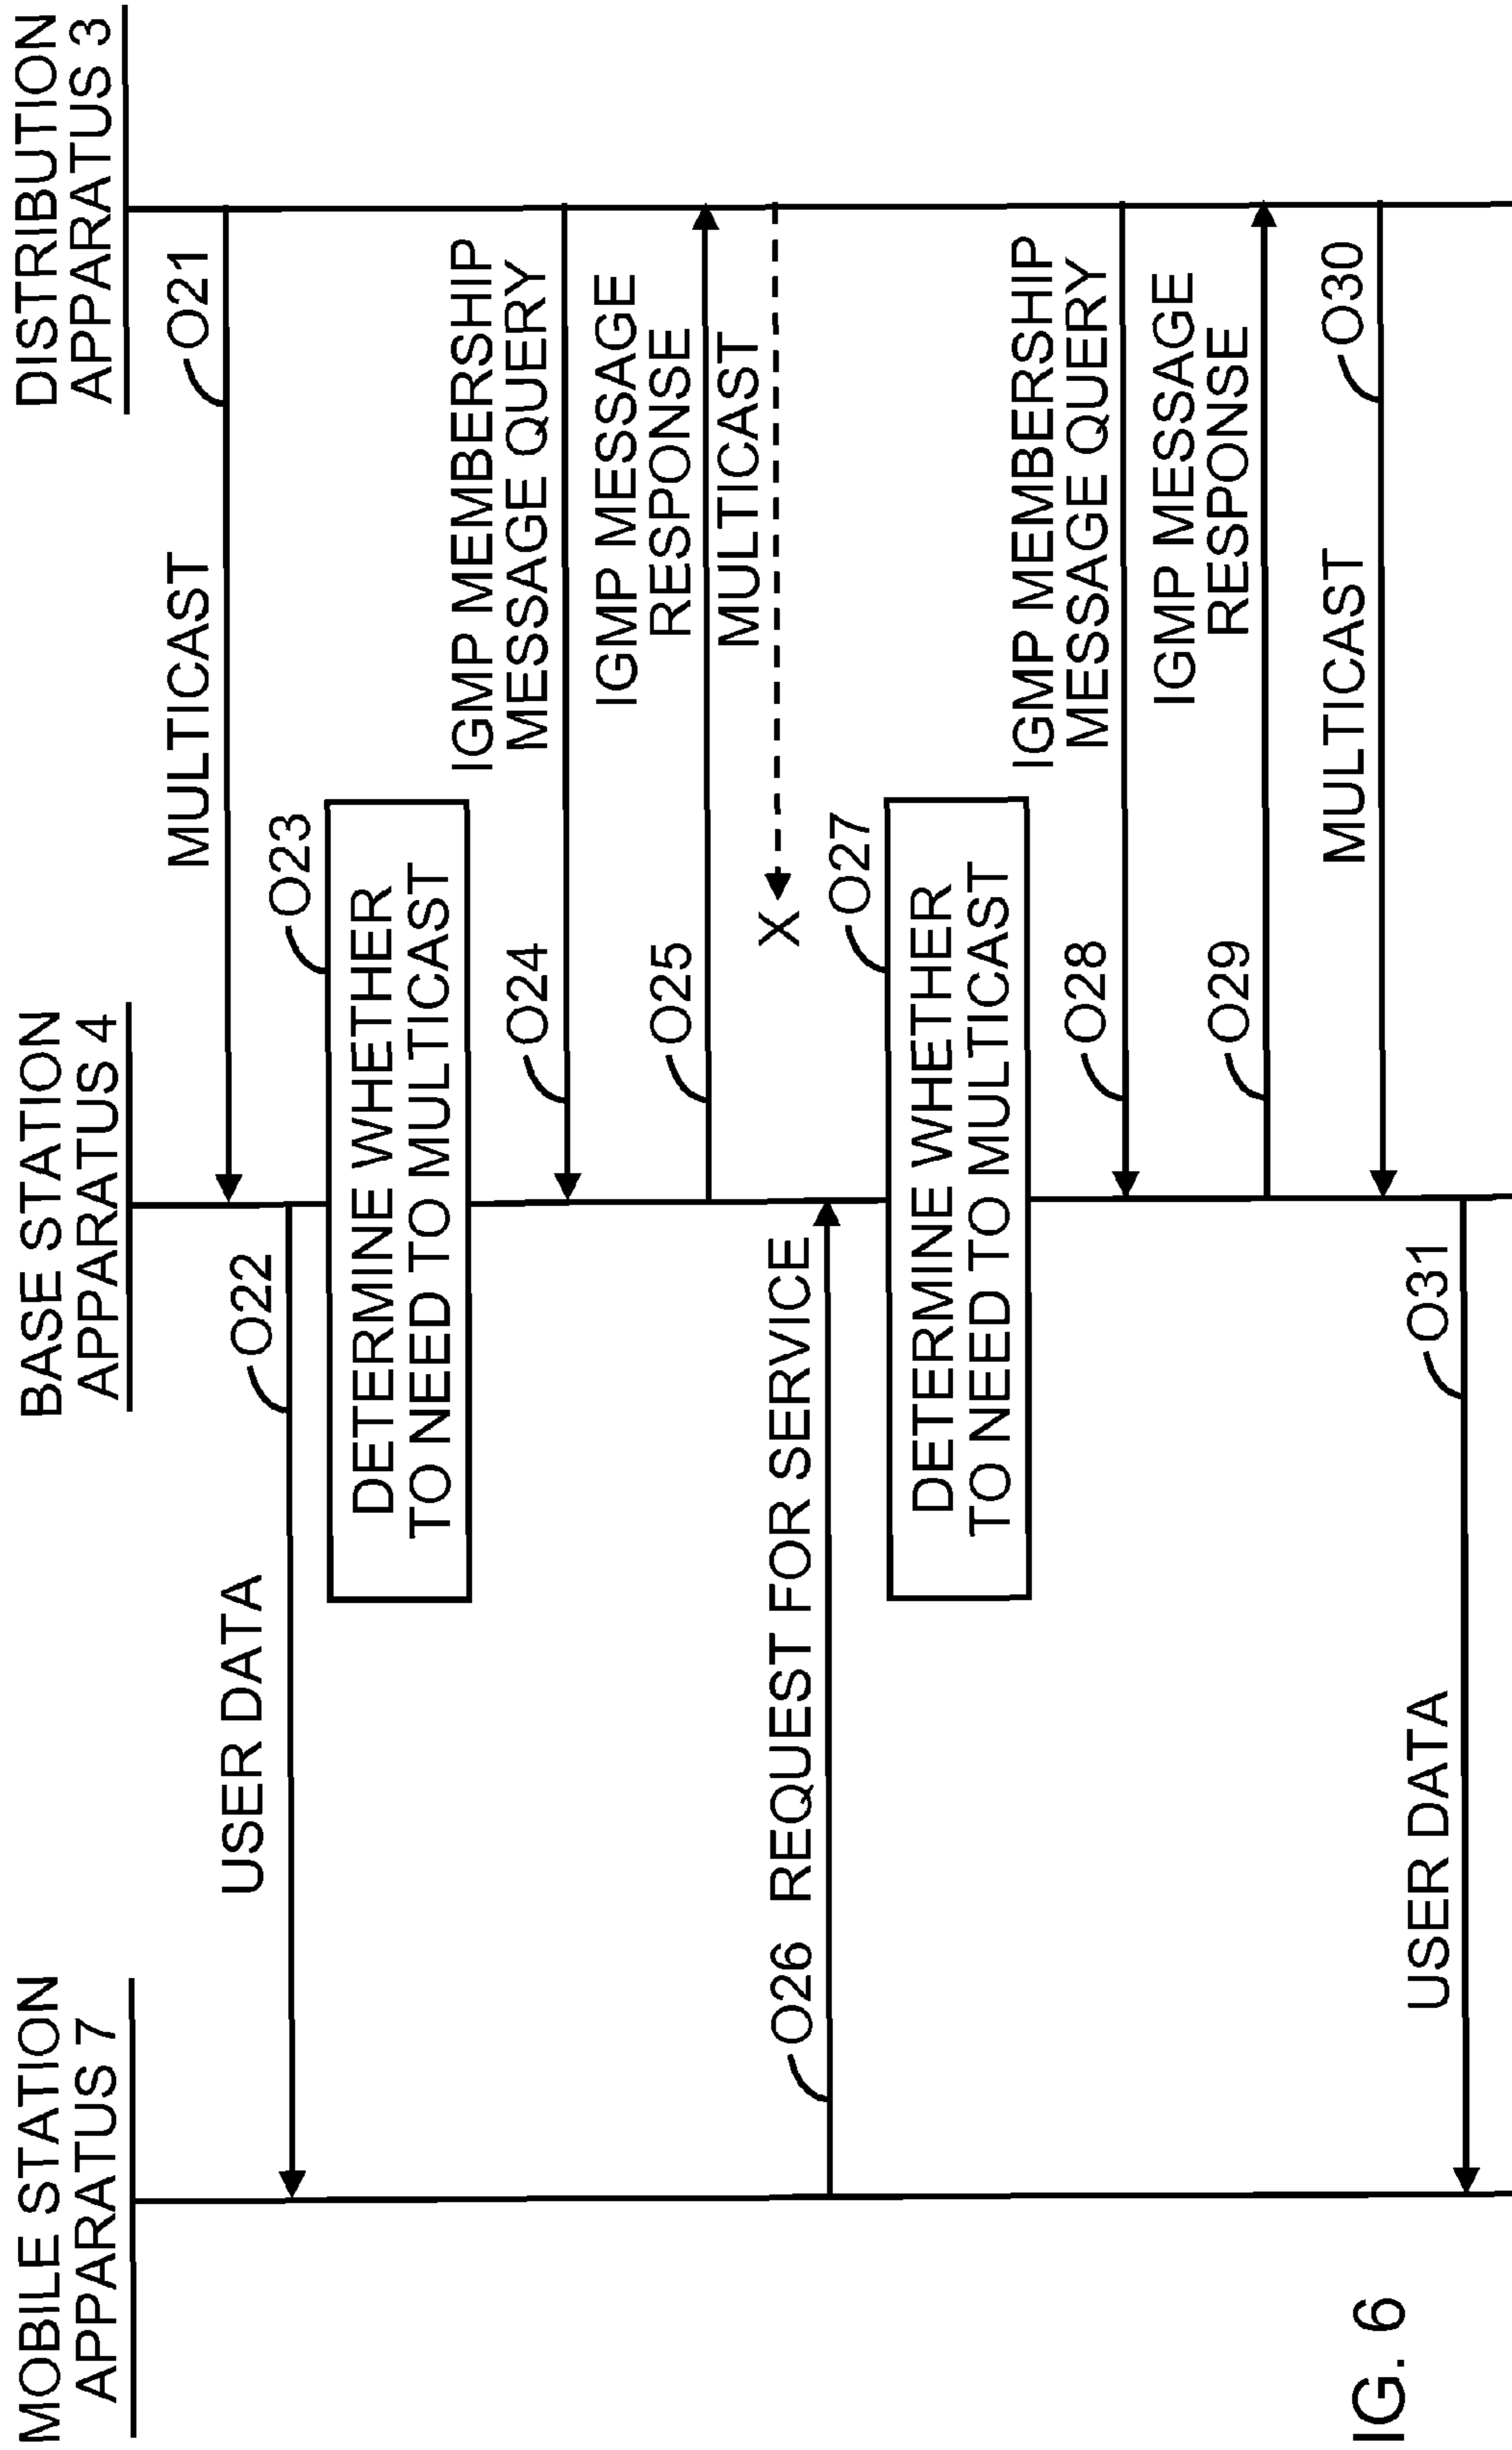 MOBILE STATION
APPARATUS 7
BASE STATION
APPARATUS 4
DISTRIBUTION
APPARATUS 3
MULTICAST
O21
USER DATA
O22
O23
DETERMINE WHETHER
TO NEED TO MULTICAST
O24
IGMP MEMBERSHIP
MESSAGE QUERY
O25
IGMP MESSAGE
RESPONSE
X
MULTICAST
O26 REQUEST FOR SERVICE
O27
DETERMINE WHETHER
TO NEED TO MULTICAST
O28
IGMP MEMBERSHIP
MESSAGE QUERY
O29
IGMP MESSAGE
RESPONSE
MULTICAST
O30
USER DATA
O31
IG. 6